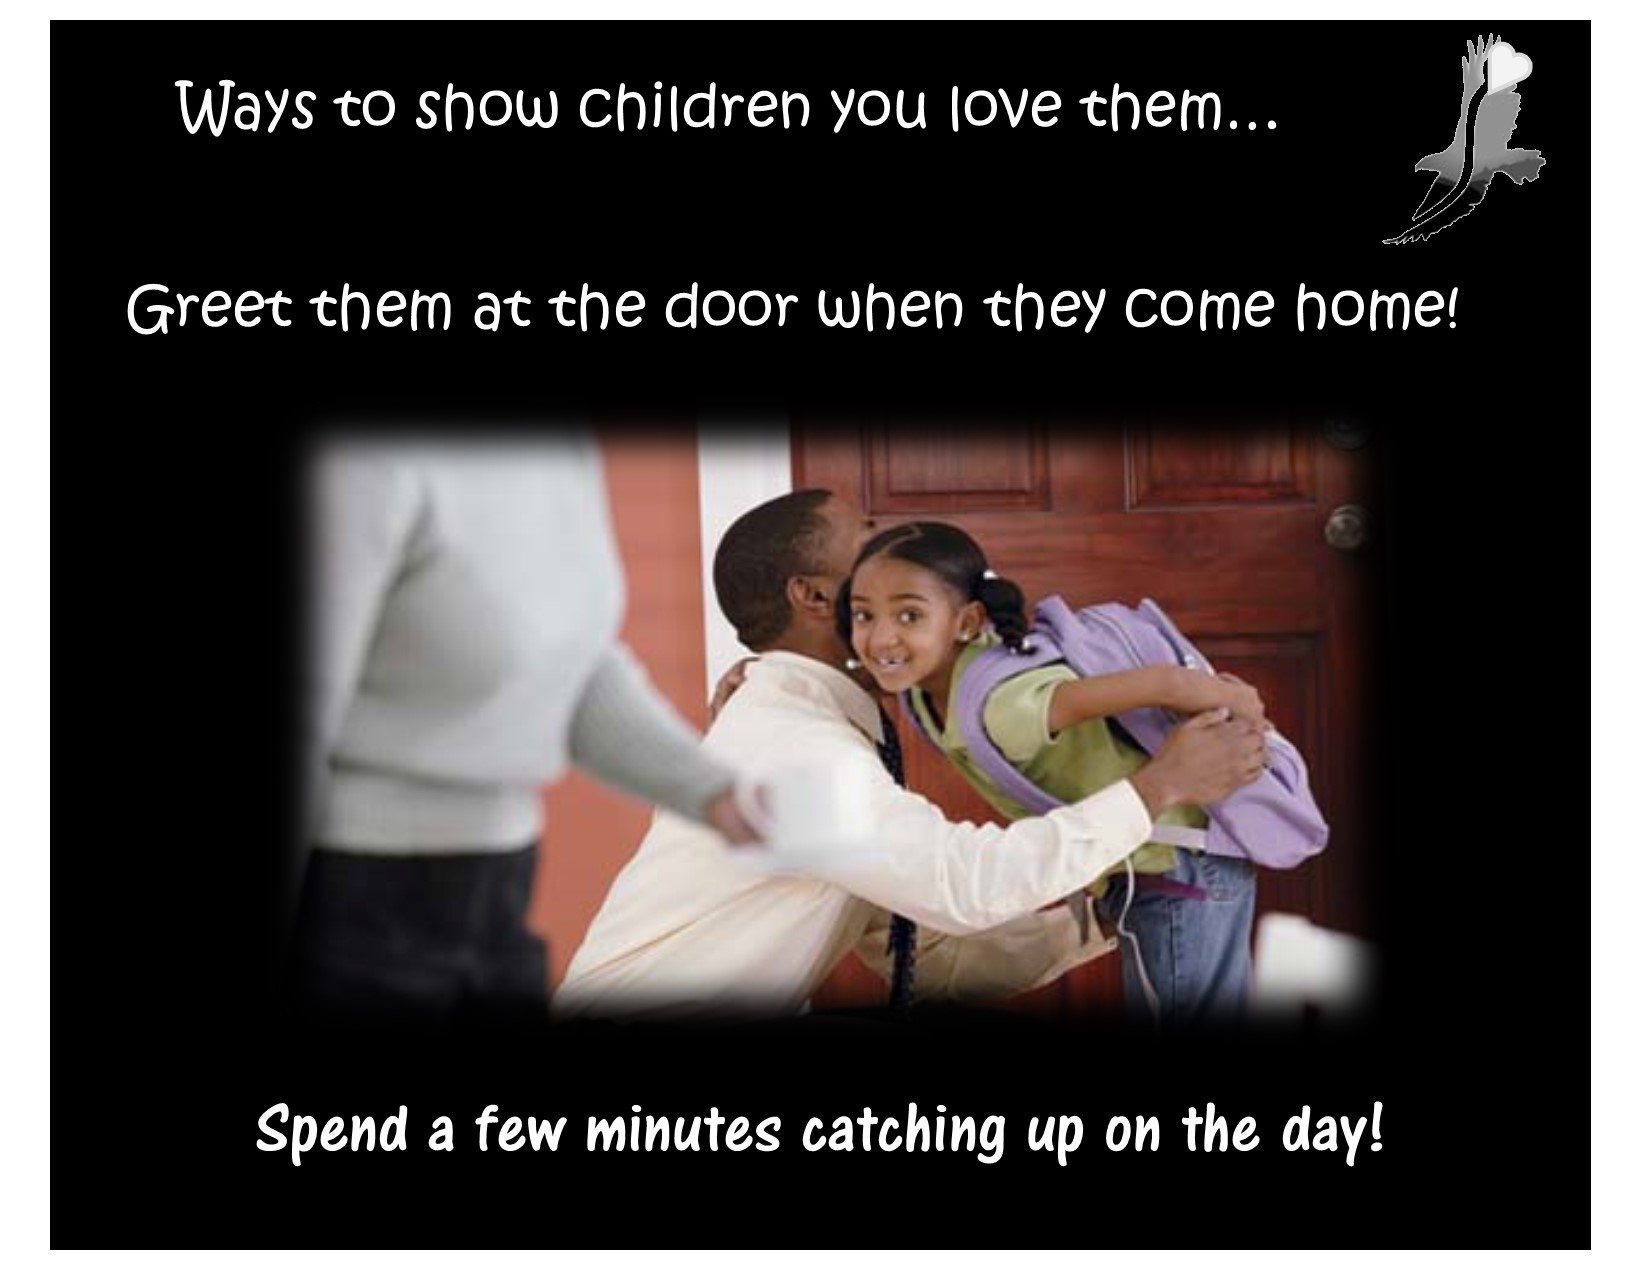 Ways to show children you love them...
Greet them at the door when they come home!
Spend a few minutes catching up on the day!